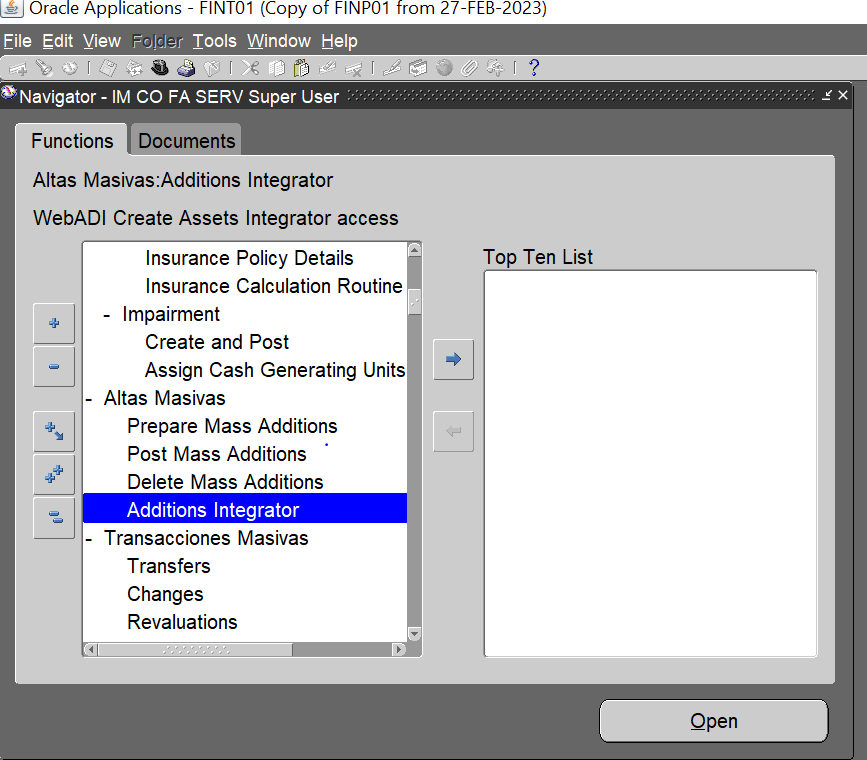 Oracle Applications - FINT01 (Copy of FINP01 from 27-FEB-2023)
File Edit View Folder Tools Window Help
?
Navigator - IM CO FA SERV Super User
Functions Documents
Altas Masivas:Additions Integrator
WebADI Create Assets Integrator access
Insurance Policy Details
Insurance Calculation Routine
- Impairment
Create and Post
Assign Cash Generating Units
- Altas Masivas
Prepare Mass Additions
Post Mass Additions
Delete Mass Additions
Additions Integrator
- Transacciones Masivas
Transfers
Changes
Revaluations
Top Ten List
Open